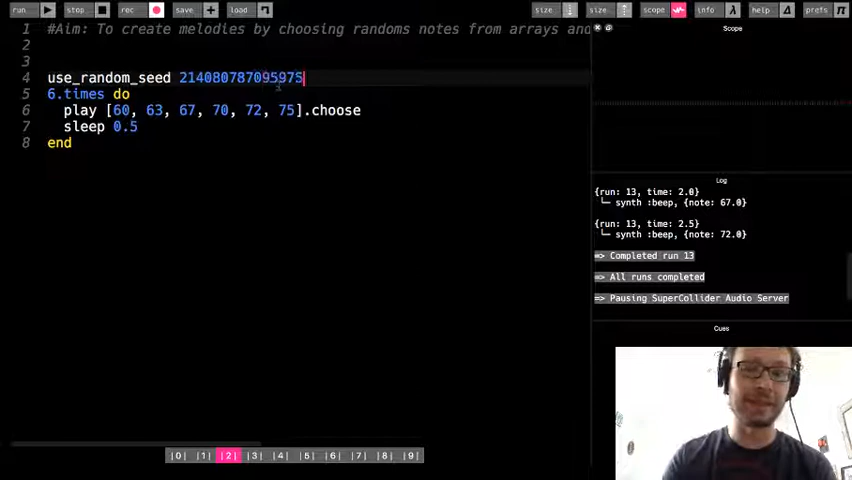 run stop rec save load size size scope info help prefs
1 #Aim: To create melodies by choosing randoms notes from arrays and
2
3
4 use_random_seed 214080787095975
5 6.times do
6 play [60, 63, 67, 70, 72, 75].choose
7 sleep 0.5
8 end
Scope
Log
{run: 13, time: 2.0}
└─ synth :beep, {note: 67.0}
{run: 13, time: 2.5}
└─ synth :beep, {note: 72.0}
=> Completed run 13
=> All runs completed
=> Pausing SuperCollider Audio Server
Cues
|0| |1| |2| |3| |4| |5| |6| |7| |8| |9|